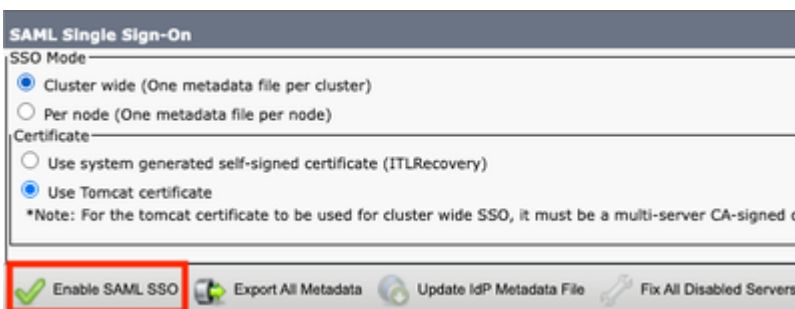 SAML Single Sign-On
SSO Mode
Cluster wide (One metadata file per cluster)
Per node (One metadata file per node)
Certificate
Use system generated self-signed certificate (ITLRecovery)
Use Tomcat certificate
*Note: For the tomcat certificate to be used for cluster wide SSO, it must be a multi-server CA-signed
Enable SAML SSO Export All Metadata Update IdP Metadata File Fix All Disabled Servers